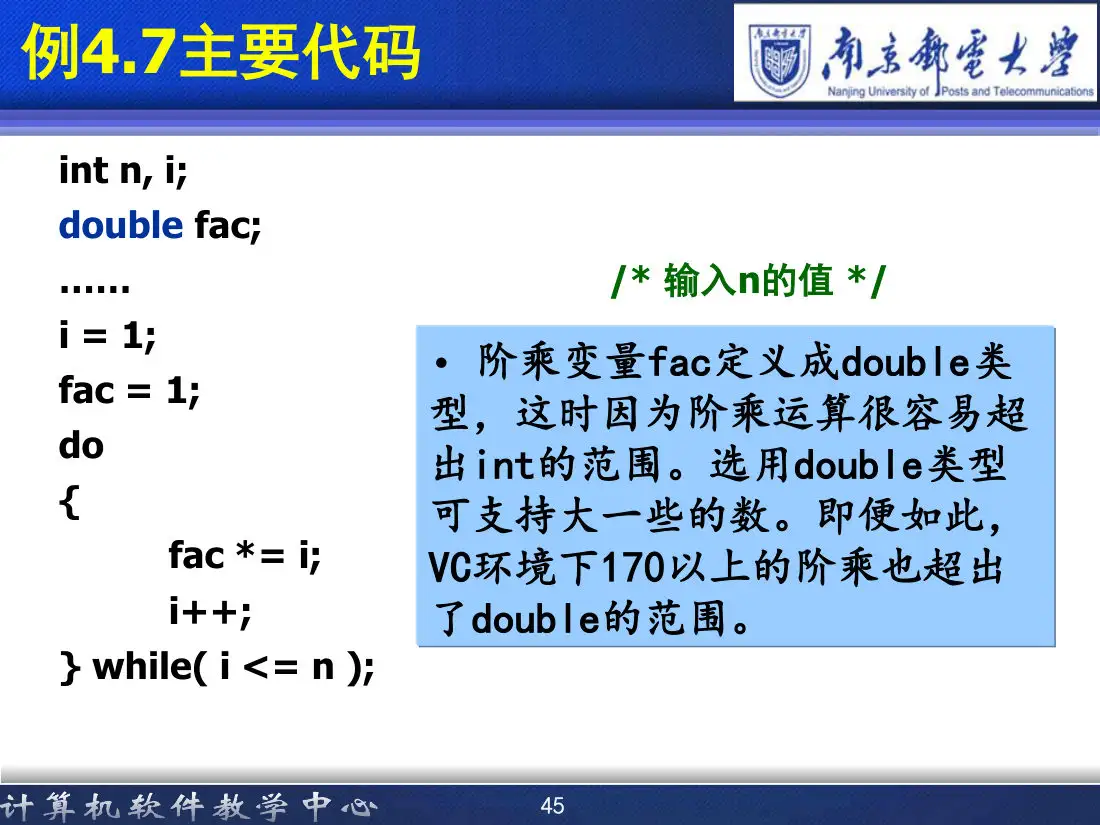 例4.7主要代码
南京邮电大学
Nanjing University of Posts and Telecommunications
int n, i;
double fac;
……
/* 输入n的值 */
i = 1;
fac = 1;
do
{
fac *= i;
i++;
} while( i <= n );
• 阶乘变量fac定义成double类
型，这时因为阶乘运算很容易超
出int的范围。选用double类型
可支持大一些的数。即便如此，
VC环境下170以上的阶乘也超出
了double的范围。
计算机软件教学中心
45